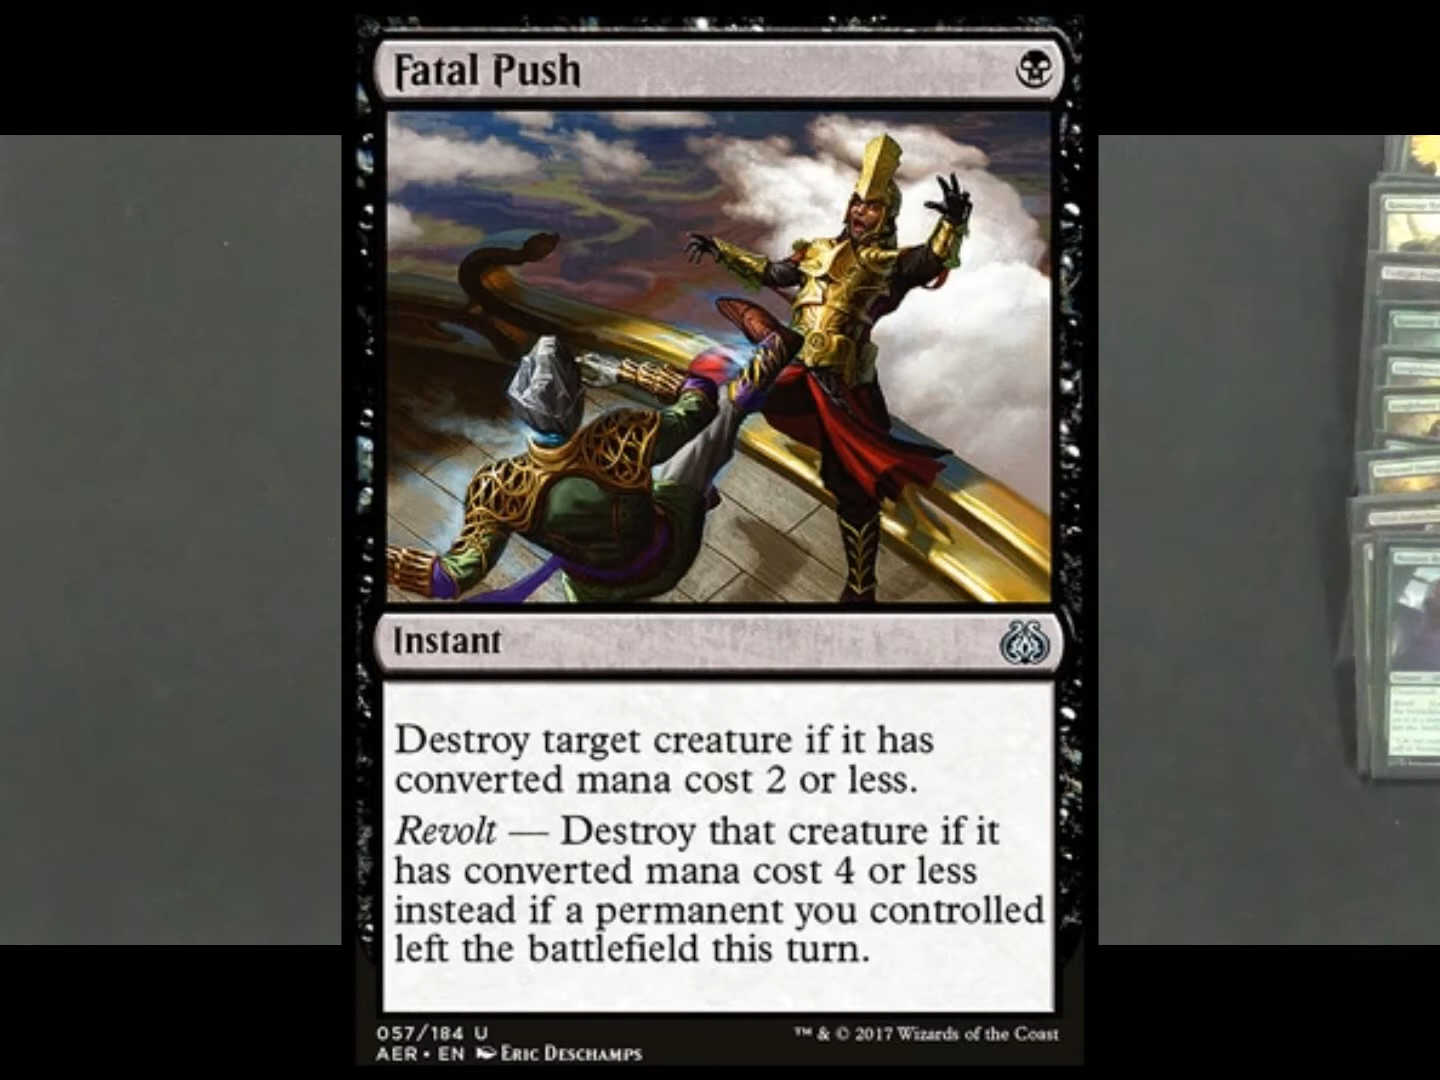 Fatal Push
Instant
Destroy target creature if it has
converted mana cost 2 or less.
Revolt — Destroy that creature if it
has converted mana cost 4 or less
instead if a permanent you controlled
left the battlefield this turn.
057/184 U
™ & © 2017 Wizards of the Coast
AER • EN Eric Deschamps